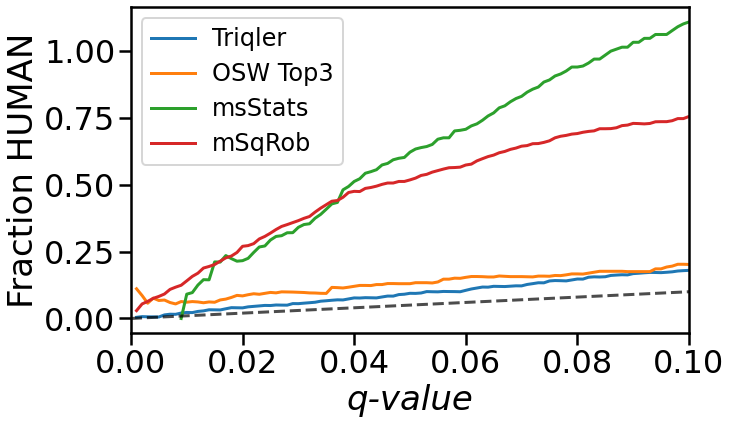 Triqler
OSW Top3
msStats
mSqRob
Fraction HUMAN
1.00
0.75
0.50
0.25
0.00
0.00 0.02 0.04 0.06 0.08 0.10
q-value